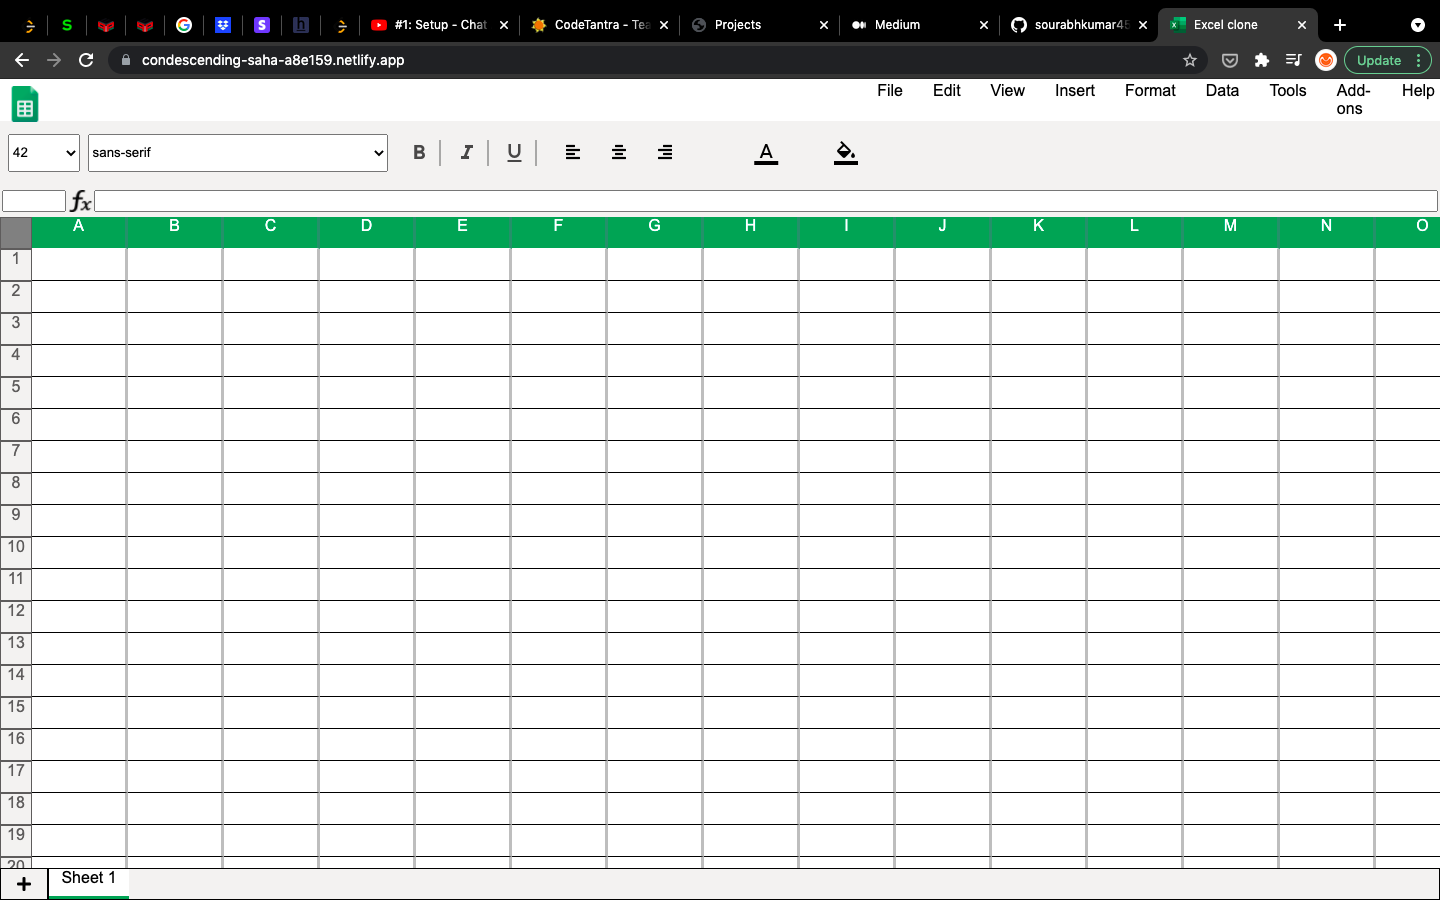 S
G
S
h
#1: Setup - Chat
CodeTantra - Tea
Projects
Medium
sourabhkumar45
Excel clone
condescending-saha-a8e159.netlify.app
Update
File Edit View Insert Format Data Tools Add-ons Help
42 sans-serif B I U A
fx
A B C D E F G H I J K L M N O
1
2
3
4
5
6
7
8
9
10
11
12
13
14
15
16
17
18
19
20
+ Sheet 1